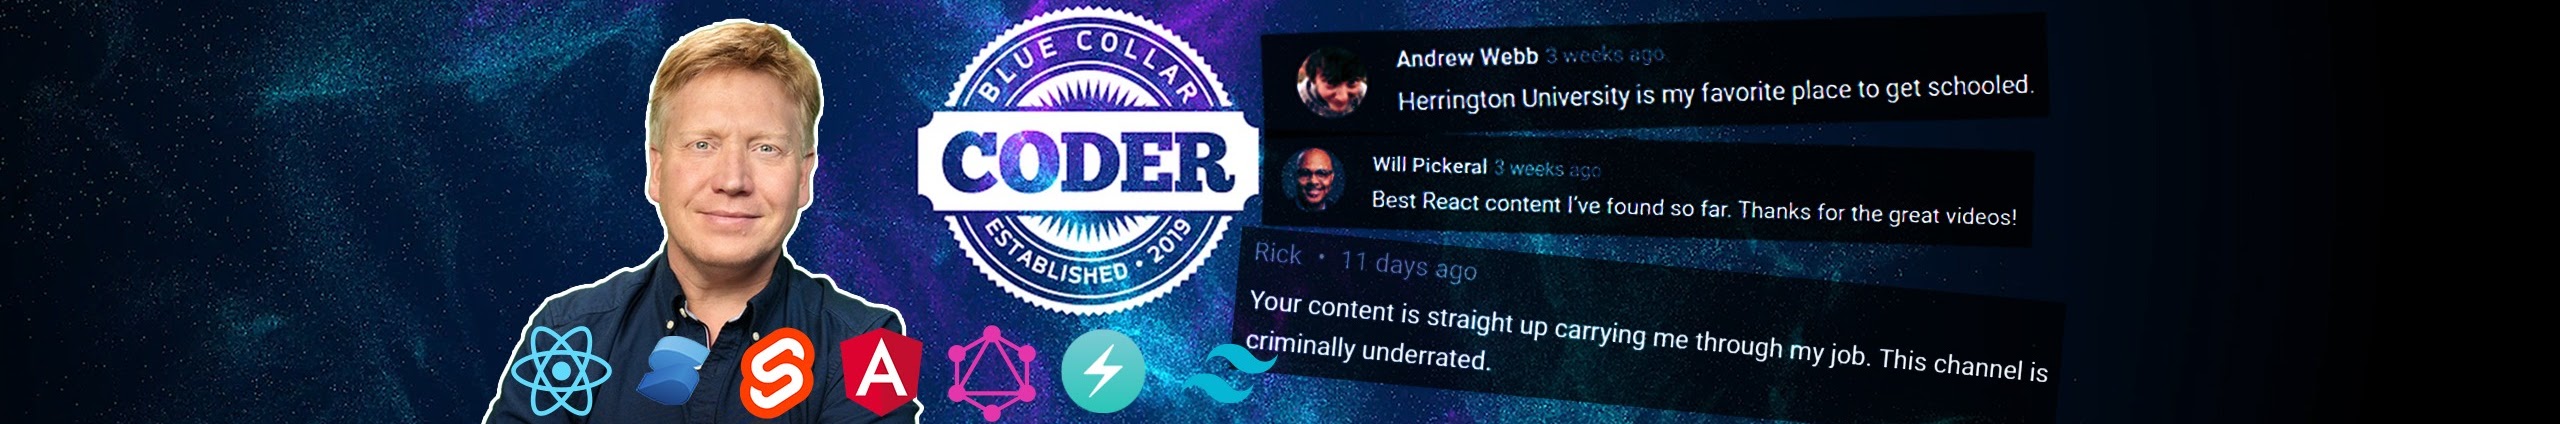 BLUE COLLAR
CODER
ESTABLISHED • 2019
Andrew Webb 3 weeks ago
Herrington University is my favorite place to get schooled.
Will Pickeral 3 weeks ago
Best React content I've found so far. Thanks for the great videos!
Rick • 11 days ago
Your content is straight up carrying me through my job. This channel is
criminally underrated.
A